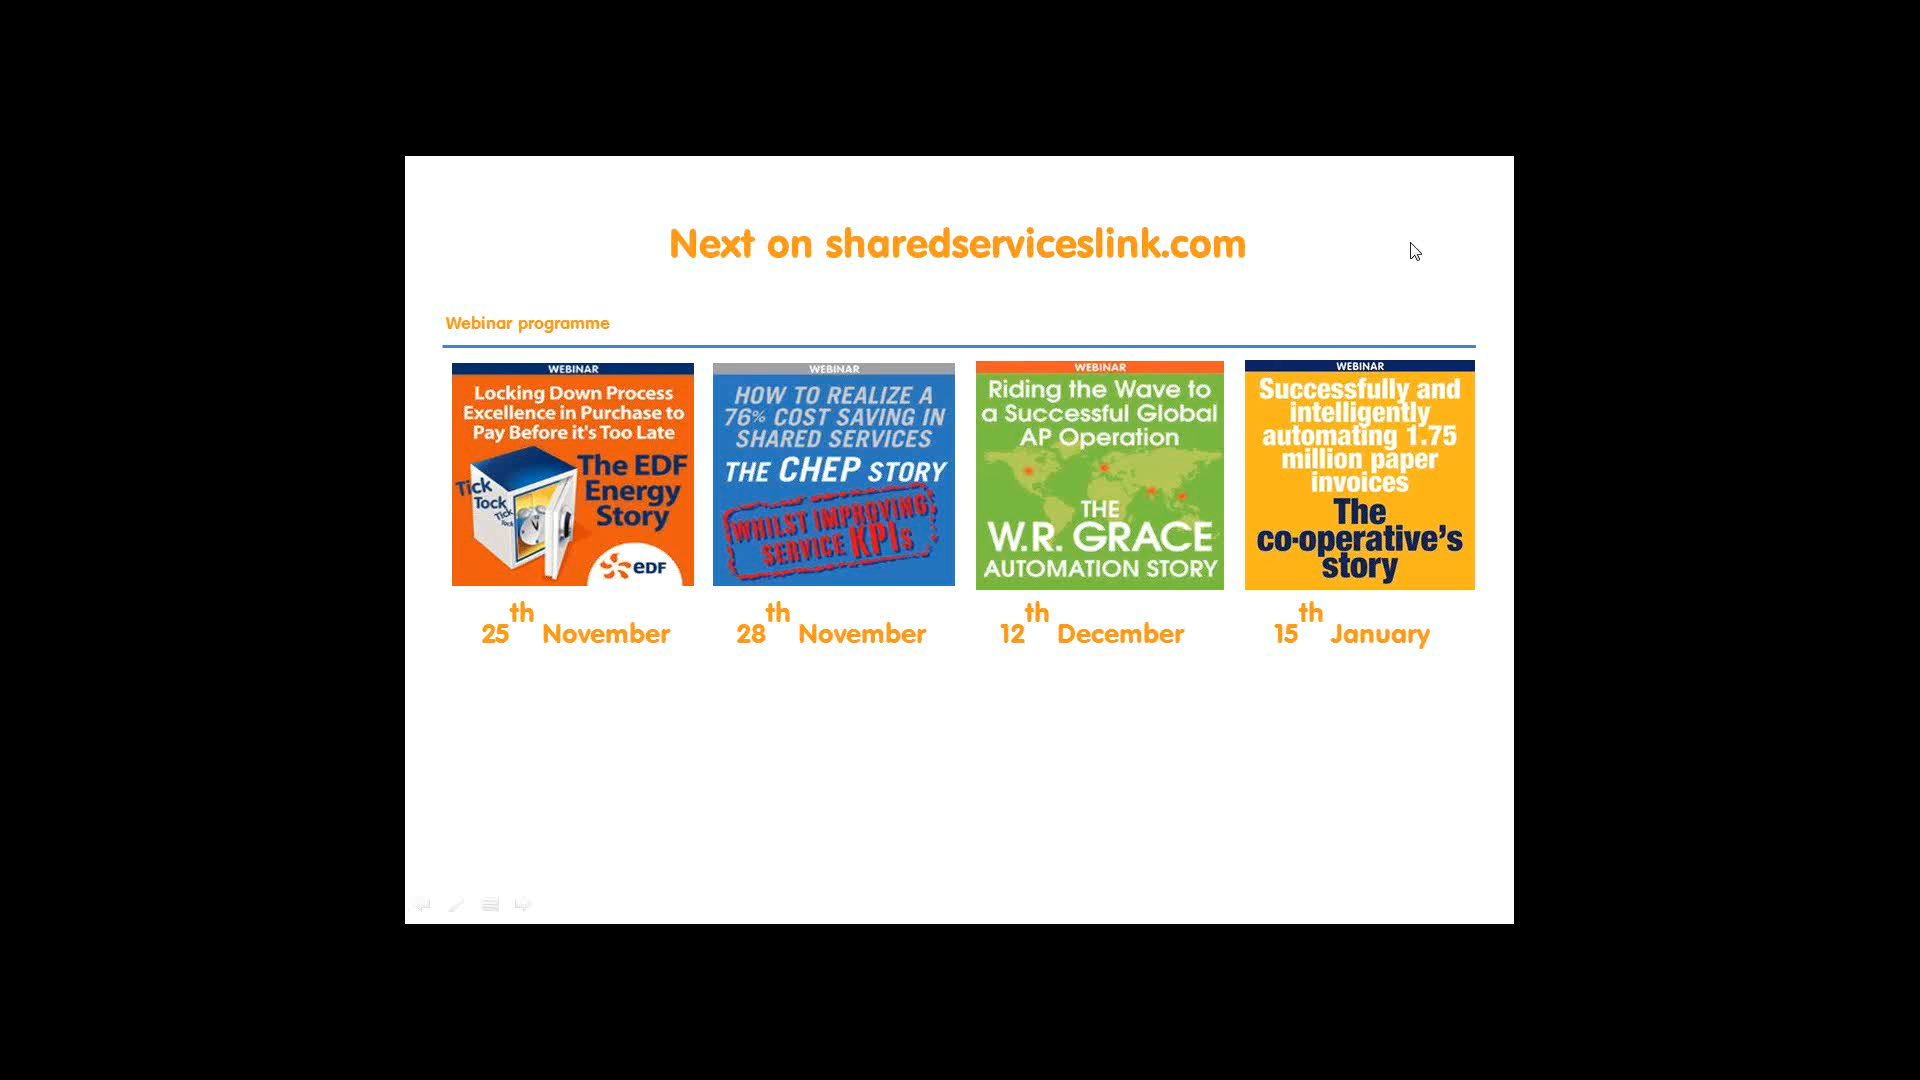 Next on sharedserviceslink.com
Webinar programme
WEBINAR
Locking Down Process
Excellence in Purchase to
Pay Before it's Too Late
Tick
Tock
Tick
Tock
The EDF
Energy
Story
eDF
25th November
WEBINAR
HOW TO REALIZE A
76% COST SAVING IN
SHARED SERVICES
THE CHEP STORY
WHILST IMPROVING
SERVICE KPIs
28th November
WEBINAR
Riding the Wave to
a Successful Global
AP Operation
THE
W.R. GRACE
AUTOMATION STORY
12th December
WEBINAR
Successfully and
intelligently
automating 1.75
million paper
invoices
The
co-operative's
story
15th January